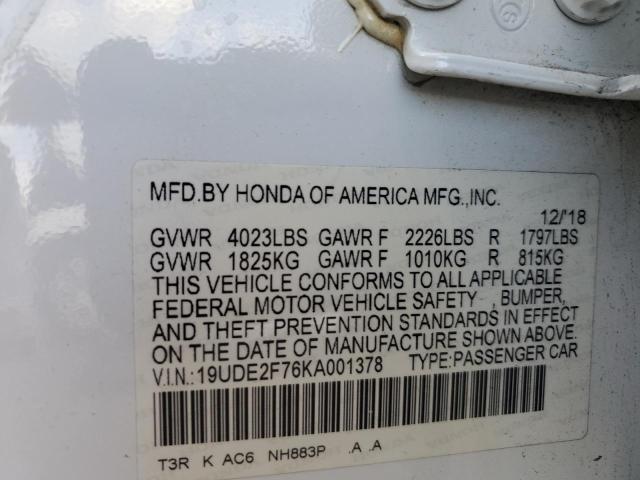 MFD.BY HONDA OF AMERICA MFG.,INC.
12/'18
GVWR 4023LBS GAWR F 2226LBS R 1797LBS
GVWR 1825KG GAWR F 1010KG R 815KG
THIS VEHICLE CONFORMS TO ALL APPLICABLE
FEDERAL MOTOR VEHICLE SAFETY , BUMPER,
AND THEFT PREVENTION STANDARDS IN EFFECT
ON THE DATE OF MANUFACTURE SHOWN ABOVE.
V.I.N.:19UDE2F76KA001378 TYPE:PASSENGER CAR
T3R K AC6 NH883P .A .A